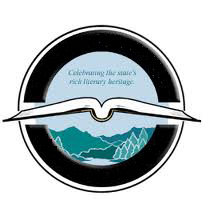 Celebrating the state's
rich literary heritage.